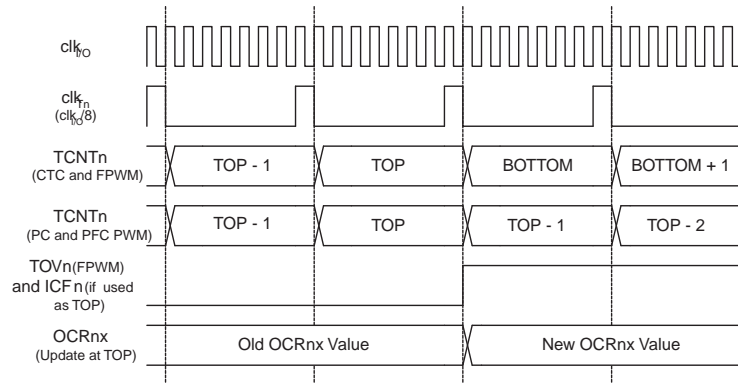 clkI/O
clkTn
(clkI/O/8)
TCNTn
(CTC and FPWM)
TOP - 1
TOP
BOTTOM
BOTTOM + 1
TCNTn
(PC and PFC PWM)
TOP - 1
TOP
TOP - 1
TOP - 2
TOVn(FPWM)
and ICFn(if used
as TOP)
OCRnx
(Update at TOP)
Old OCRnx Value
New OCRnx Value